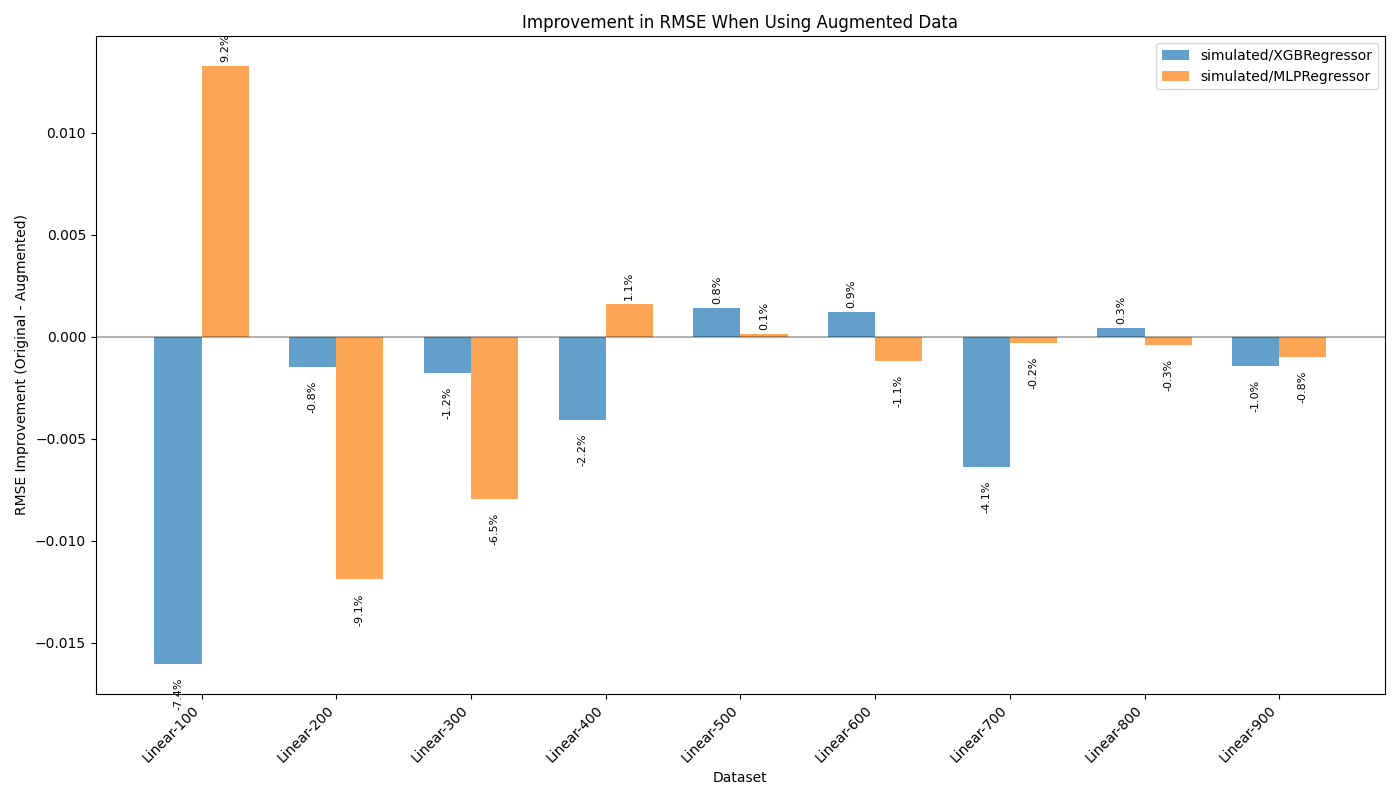 Improvement in RMSE When Using Augmented Data
simulated/XGBRegressor
simulated/MLPRegressor
RMSE Improvement (Original - Augmented)
0.010
0.005
0.000
−0.005
−0.010
−0.015
-7.4%
9.2%
-0.8%
-9.1%
-1.2%
-6.5%
-2.2%
1.1%
0.8%
0.1%
0.9%
-1.1%
-4.1%
-0.2%
0.3%
-0.3%
-1.0%
-0.8%
Linear-100
Linear-200
Linear-300
Linear-400
Linear-500
Linear-600
Linear-700
Linear-800
Linear-900
Dataset